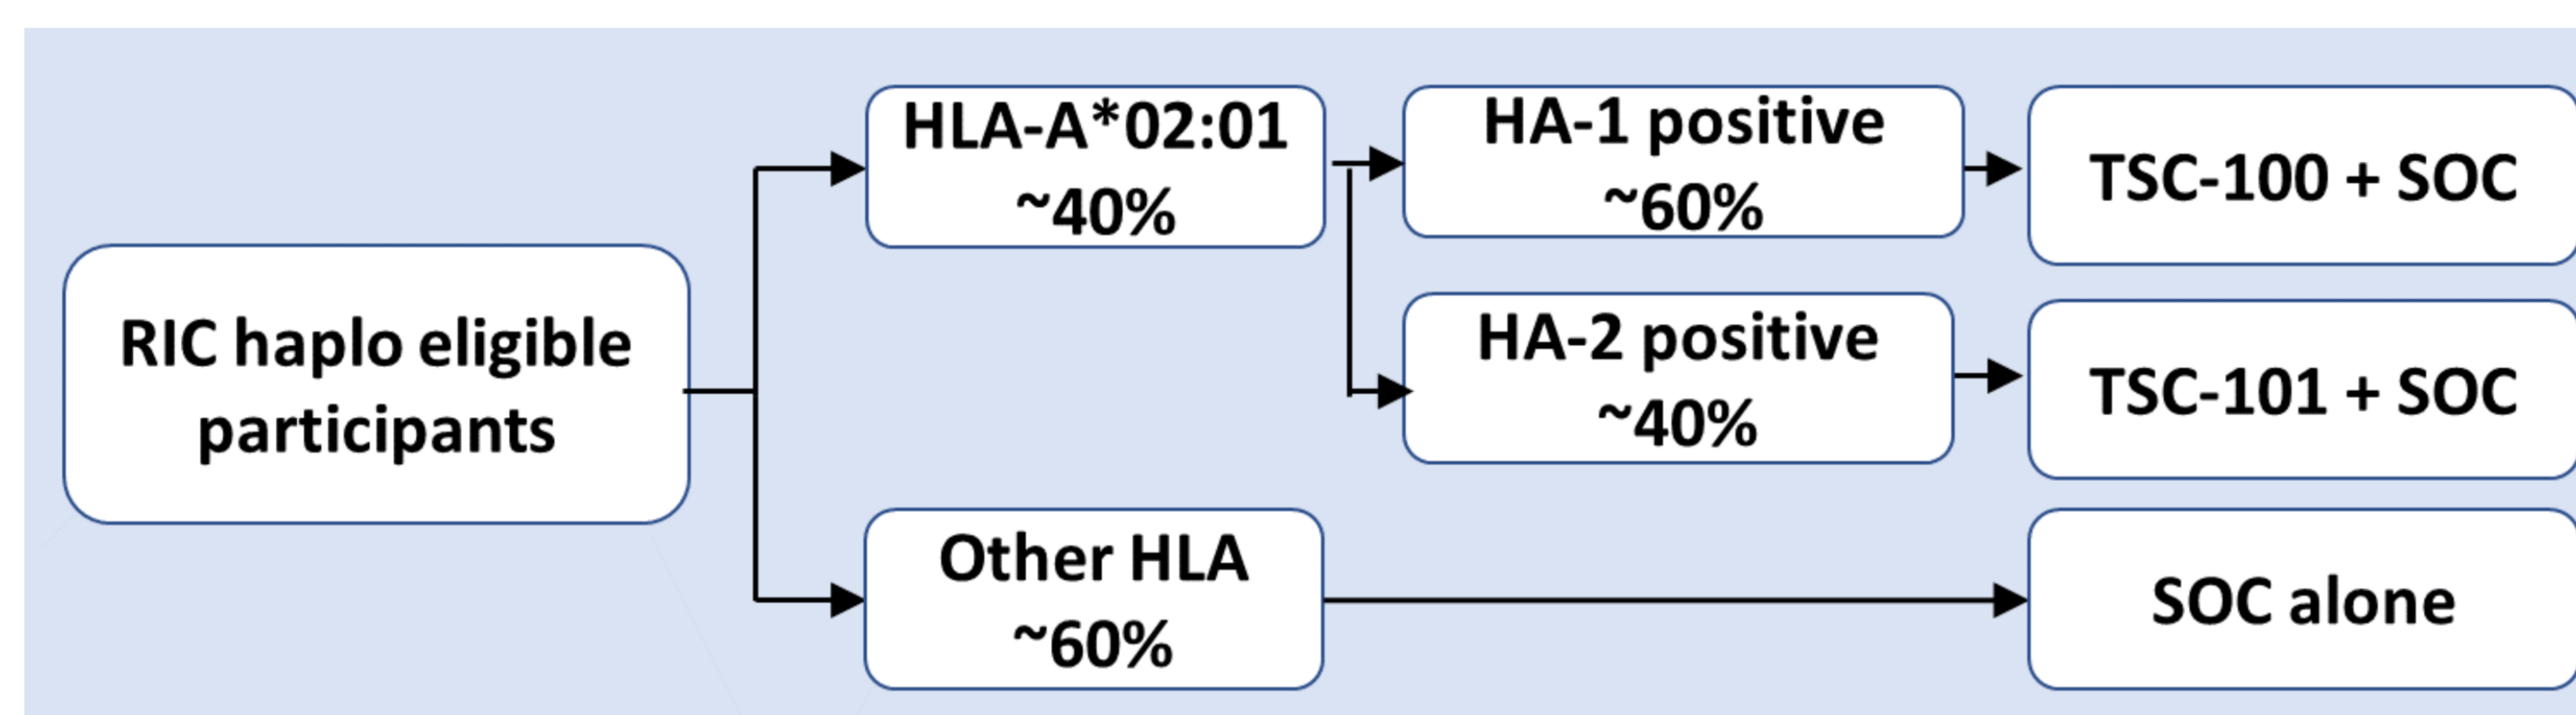 RIC haplo eligible
participants
HLA-A*02:01
~40%
HA-1 positive
~60%
TSC-100 + SOC
HA-2 positive
~40%
TSC-101 + SOC
Other HLA
~60%
SOC alone